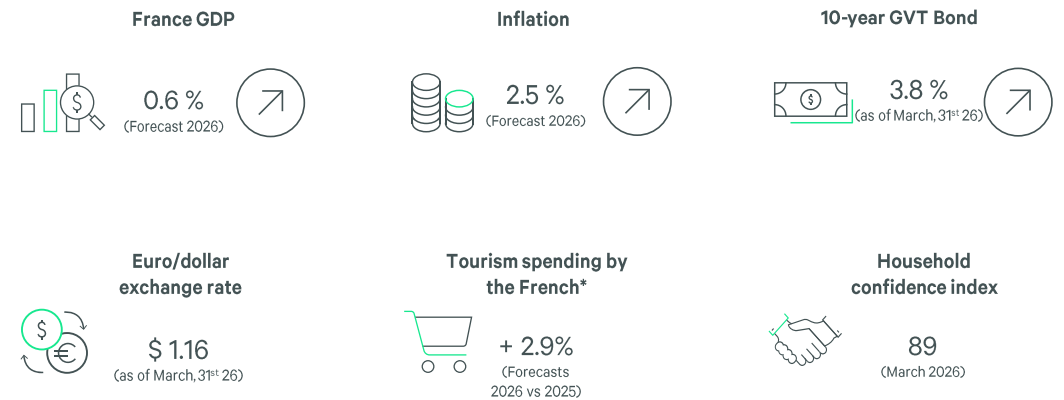 France GDP
0.6 %
(Forecast 2026)
Inflation
2.5 %
(Forecast 2026)
10-year GVT Bond
3.8 %
(as of March, 31st 26)
Euro/dollar
exchange rate
$ 1.16
(as of March, 31st 26)
Tourism spending by
the French*
+ 2.9%
(Forecasts
2026 vs 2025)
Household
confidence index
89
(March 2026)